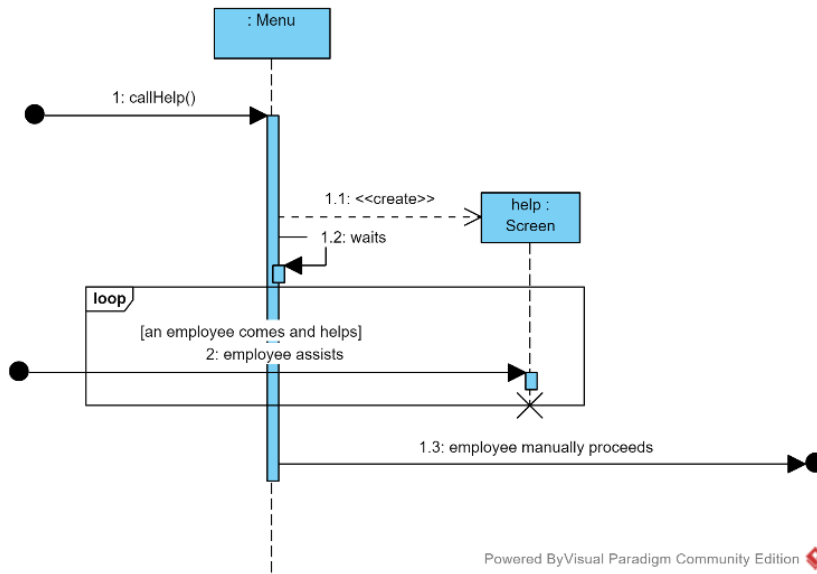 : Menu
1: callHelp()
1.1: <<create>>
help :
Screen
1.2: waits
loop
[an employee comes and helps]
2: employee assists
1.3: employee manually proceeds
Powered ByVisual Paradigm Community Edition